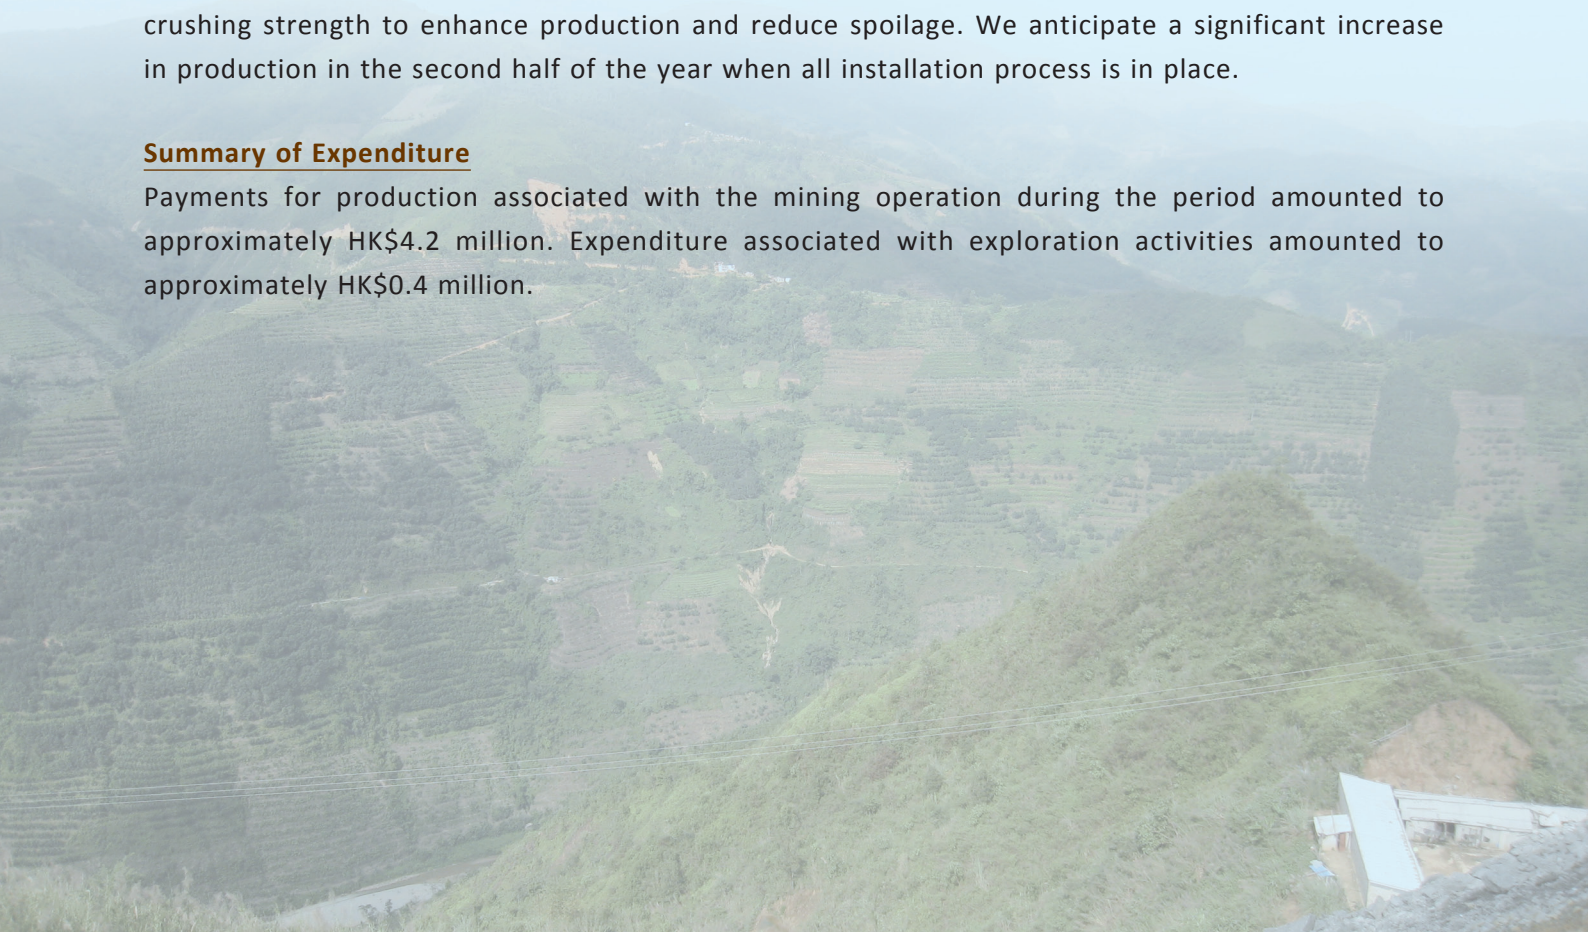 crushing strength to enhance production and reduce spoilage. We anticipate a significant increase
in production in the second half of the year when all installation process is in place.
Summary of Expenditure
Payments for production associated with the mining operation during the period amounted to
approximately HK$4.2 million. Expenditure associated with exploration activities amounted to
approximately HK$0.4 million.